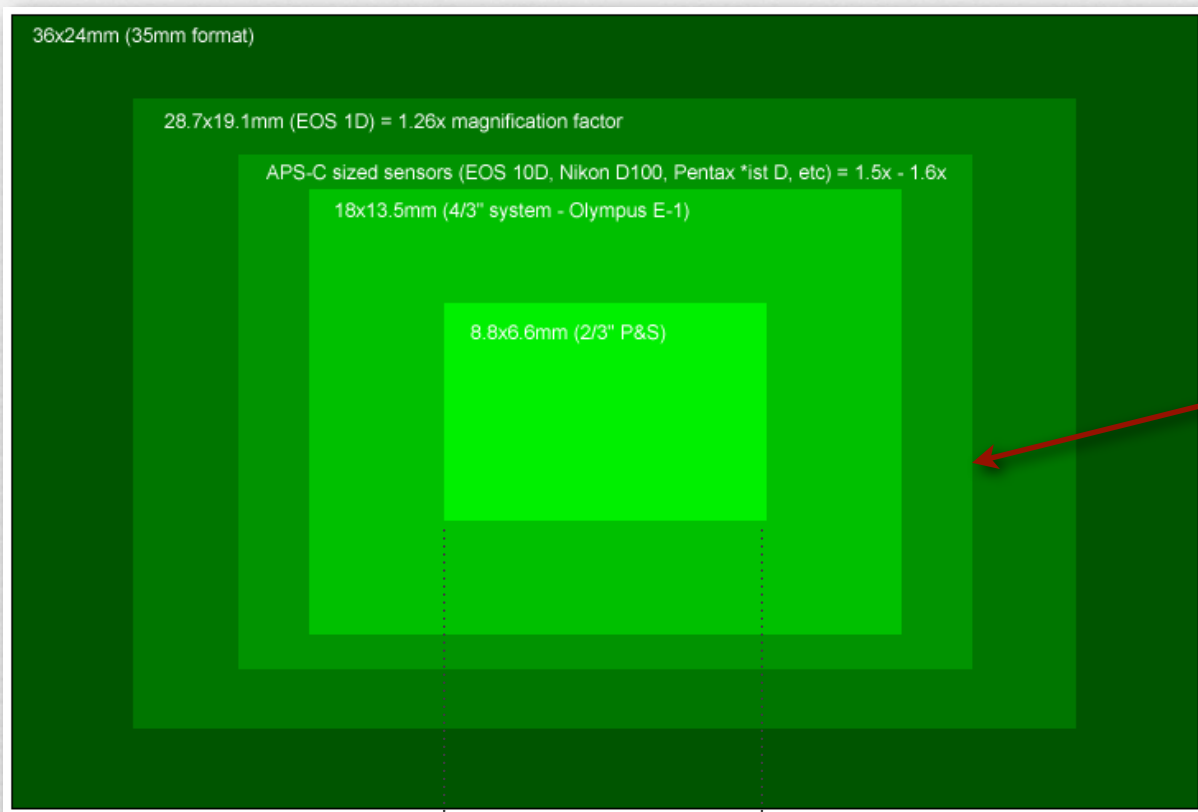 36x24mm (35mm format)
28.7x19.1mm (EOS 1D) = 1.26x magnification factor
APS-C sized sensors (EOS 10D, Nikon D100, Pentax *ist D, etc) = 1.5x - 1.6x
18x13.5mm (4/3" system - Olympus E-1)
8.8x6.6mm (2/3" P&S)